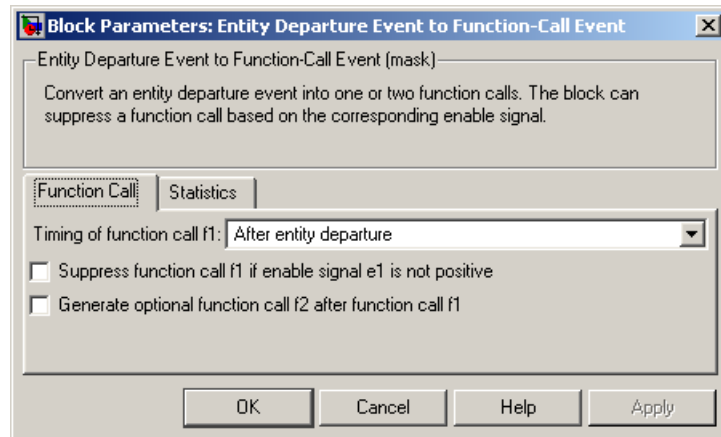 Block Parameters: Entity Departure Event to Function-Call Event
Entity Departure Event to Function-Call Event (mask)
Convert an entity departure event into one or two function calls. The block can
suppress a function call based on the corresponding enable signal.
Function Call Statistics
Timing of function call f1: After entity departure
Suppress function call f1 if enable signal e1 is not positive
Generate optional function call f2 after function call f1
OK Cancel Help Apply